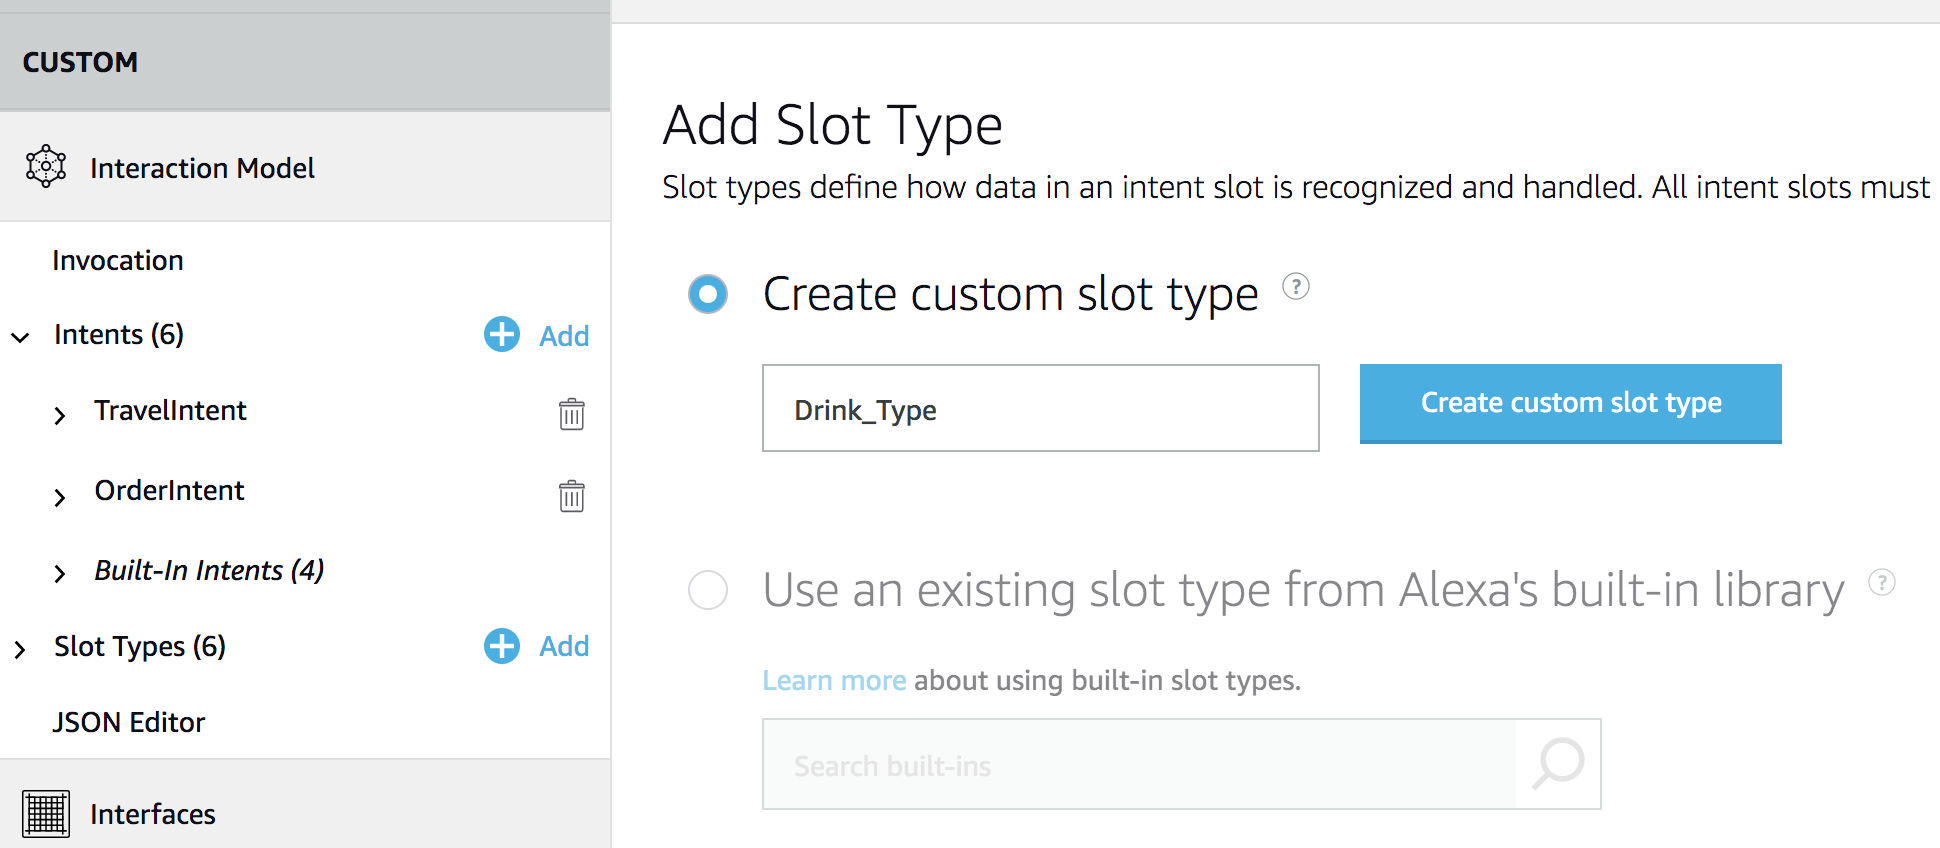 CUSTOM
Interaction Model
Invocation
Intents (6)
Add
TravelIntent
OrderIntent
Built-In Intents (4)
Slot Types (6)
Add
JSON Editor
Interfaces
Add Slot Type
Slot types define how data in an intent slot is recognized and handled. All intent slots must
Create custom slot type ?
Drink_Type
Create custom slot type
Use an existing slot type from Alexa's built-in library ?
Learn more about using built-in slot types.
Search built-ins